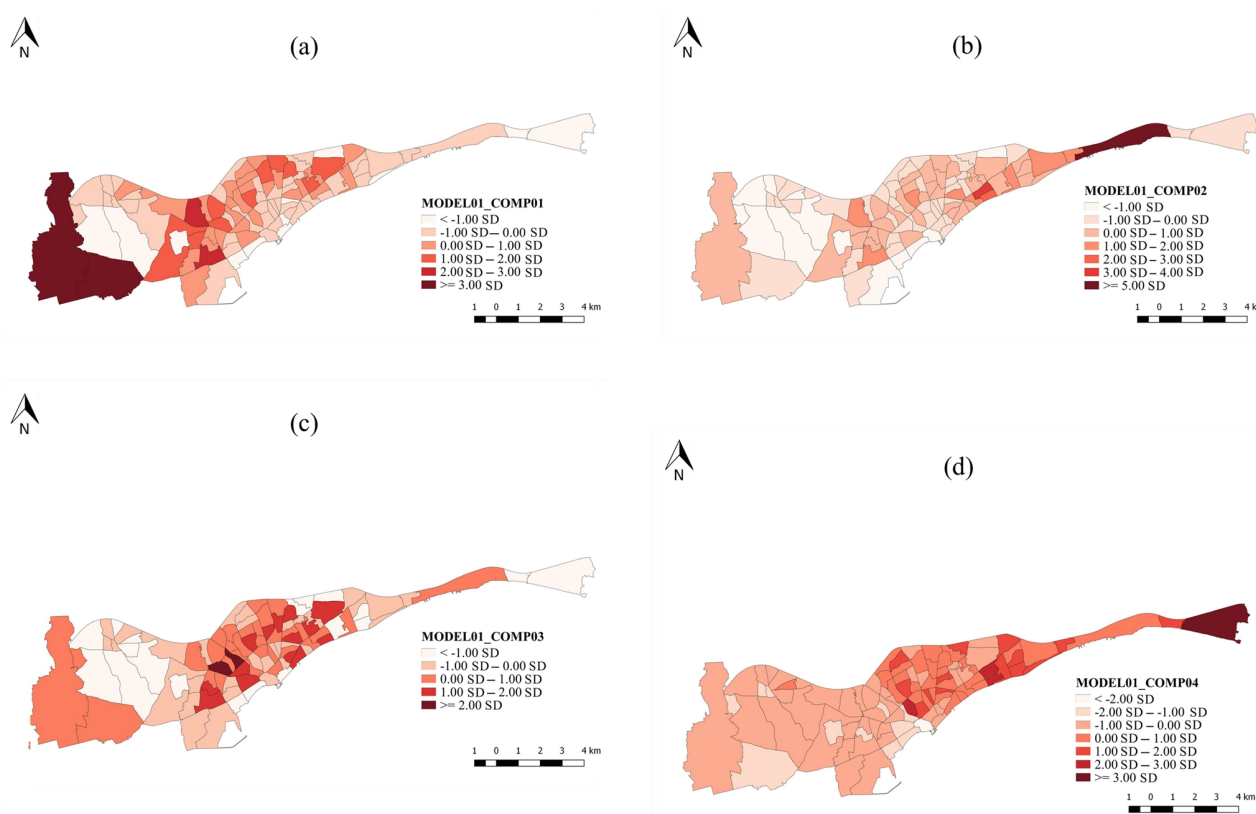 (a)
N
MODEL01_COMP01
< -1.00 SD
-1.00 SD – 0.00 SD
0.00 SD – 1.00 SD
1.00 SD – 2.00 SD
2.00 SD – 3.00 SD
>= 3.00 SD
1 0 1 2 3 4 km
(b)
N
MODEL01_COMP02
< -1.00 SD
-1.00 SD – 0.00 SD
0.00 SD – 1.00 SD
1.00 SD – 2.00 SD
2.00 SD – 3.00 SD
3.00 SD – 4.00 SD
>= 5.00 SD
1 0 1 2 3 4 k
(c)
N
MODEL01_COMP03
< -1.00 SD
-1.00 SD – 0.00 SD
0.00 SD – 1.00 SD
1.00 SD – 2.00 SD
>= 2.00 SD
1 0 1 2 3 4 km
(d)
N
MODEL01_COMP04
< -2.00 SD
-2.00 SD – -1.00 SD
-1.00 SD – 0.00 SD
0.00 SD – 1.00 SD
1.00 SD – 2.00 SD
2.00 SD – 3.00 SD
>= 3.00 SD
1 0 1 2 3 4 km